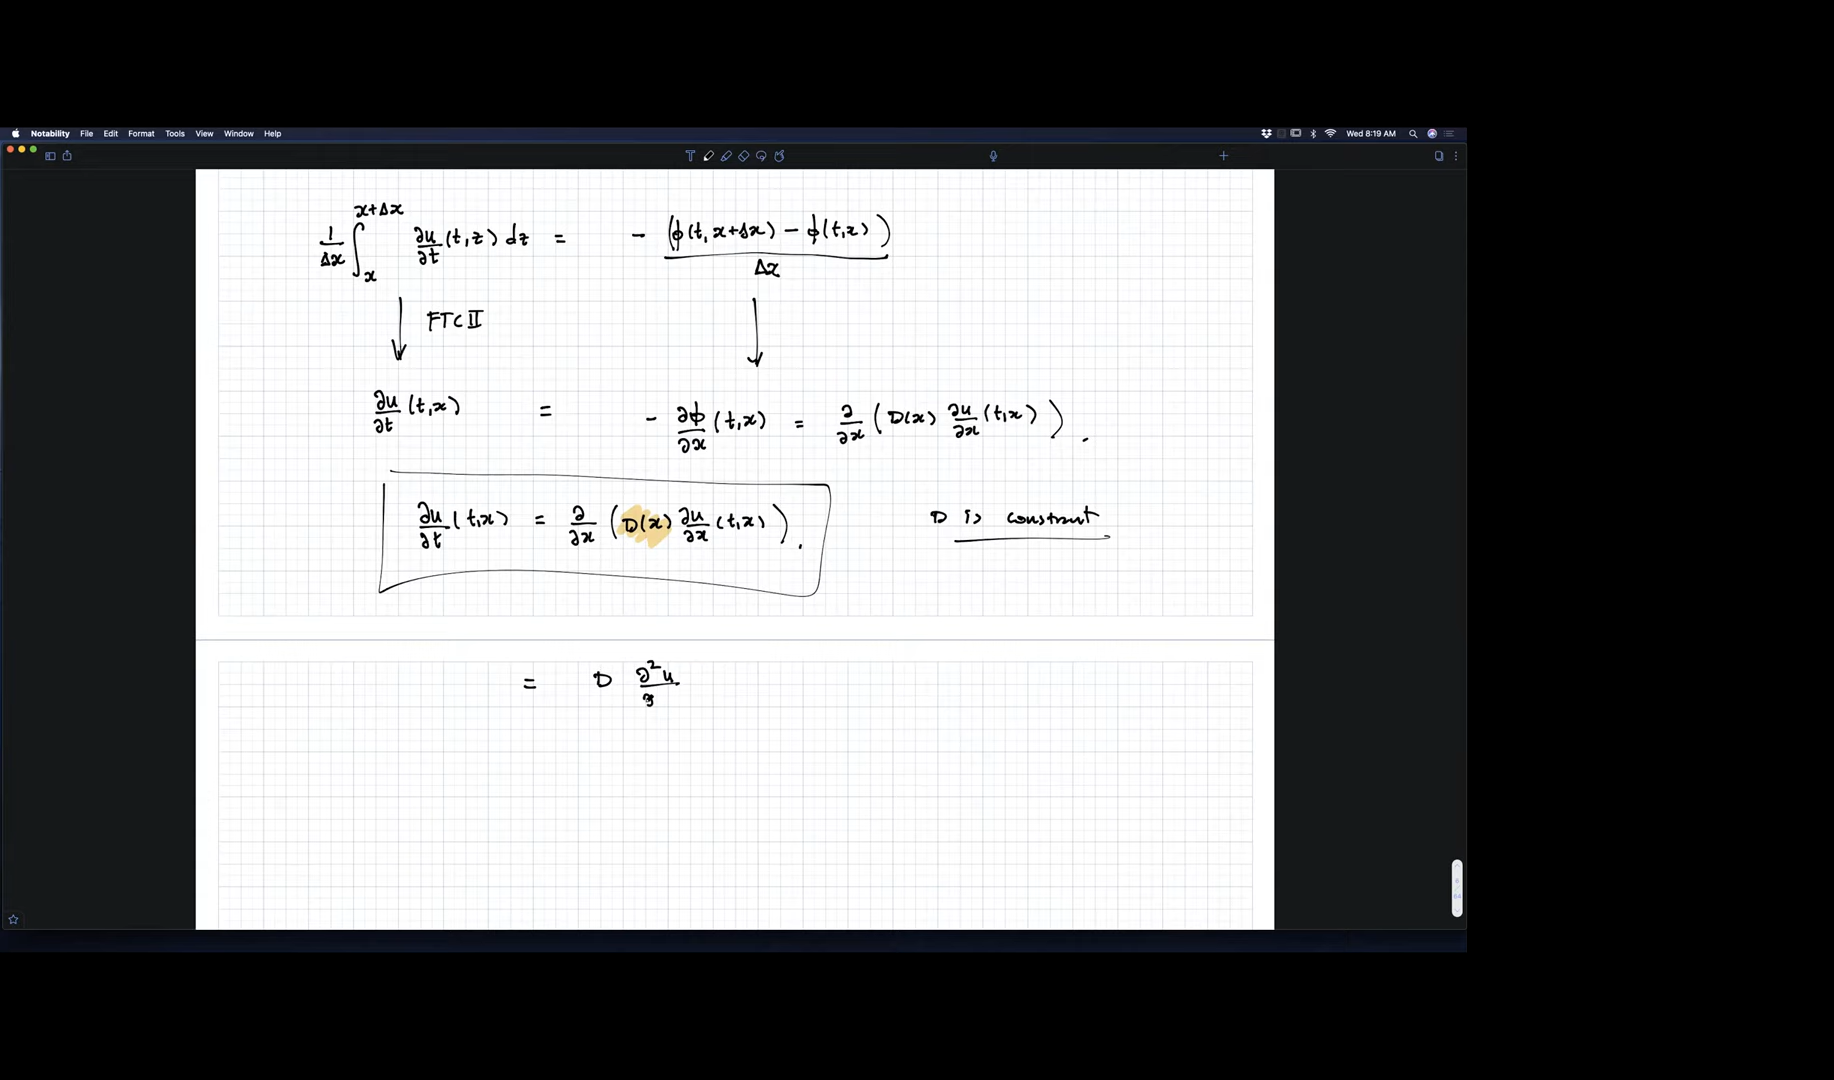 Notability File Edit Format Tools View Window Help Wed 8:19 AM
1/Δx ∫_x^{x+Δx} ∂u/∂t (t,z) dz = - (ϕ(t, x+Δx) - ϕ(t,x))/Δx
↓ FTC II ↓
∂u/∂t (t,x) = - ∂ϕ/∂x (t,x) = ∂/∂x (D(x) ∂u/∂x (t,x)).
∂u/∂t (t,x) = ∂/∂x (D(x) ∂u/∂x (t,x)). D is constant
= D ∂²u